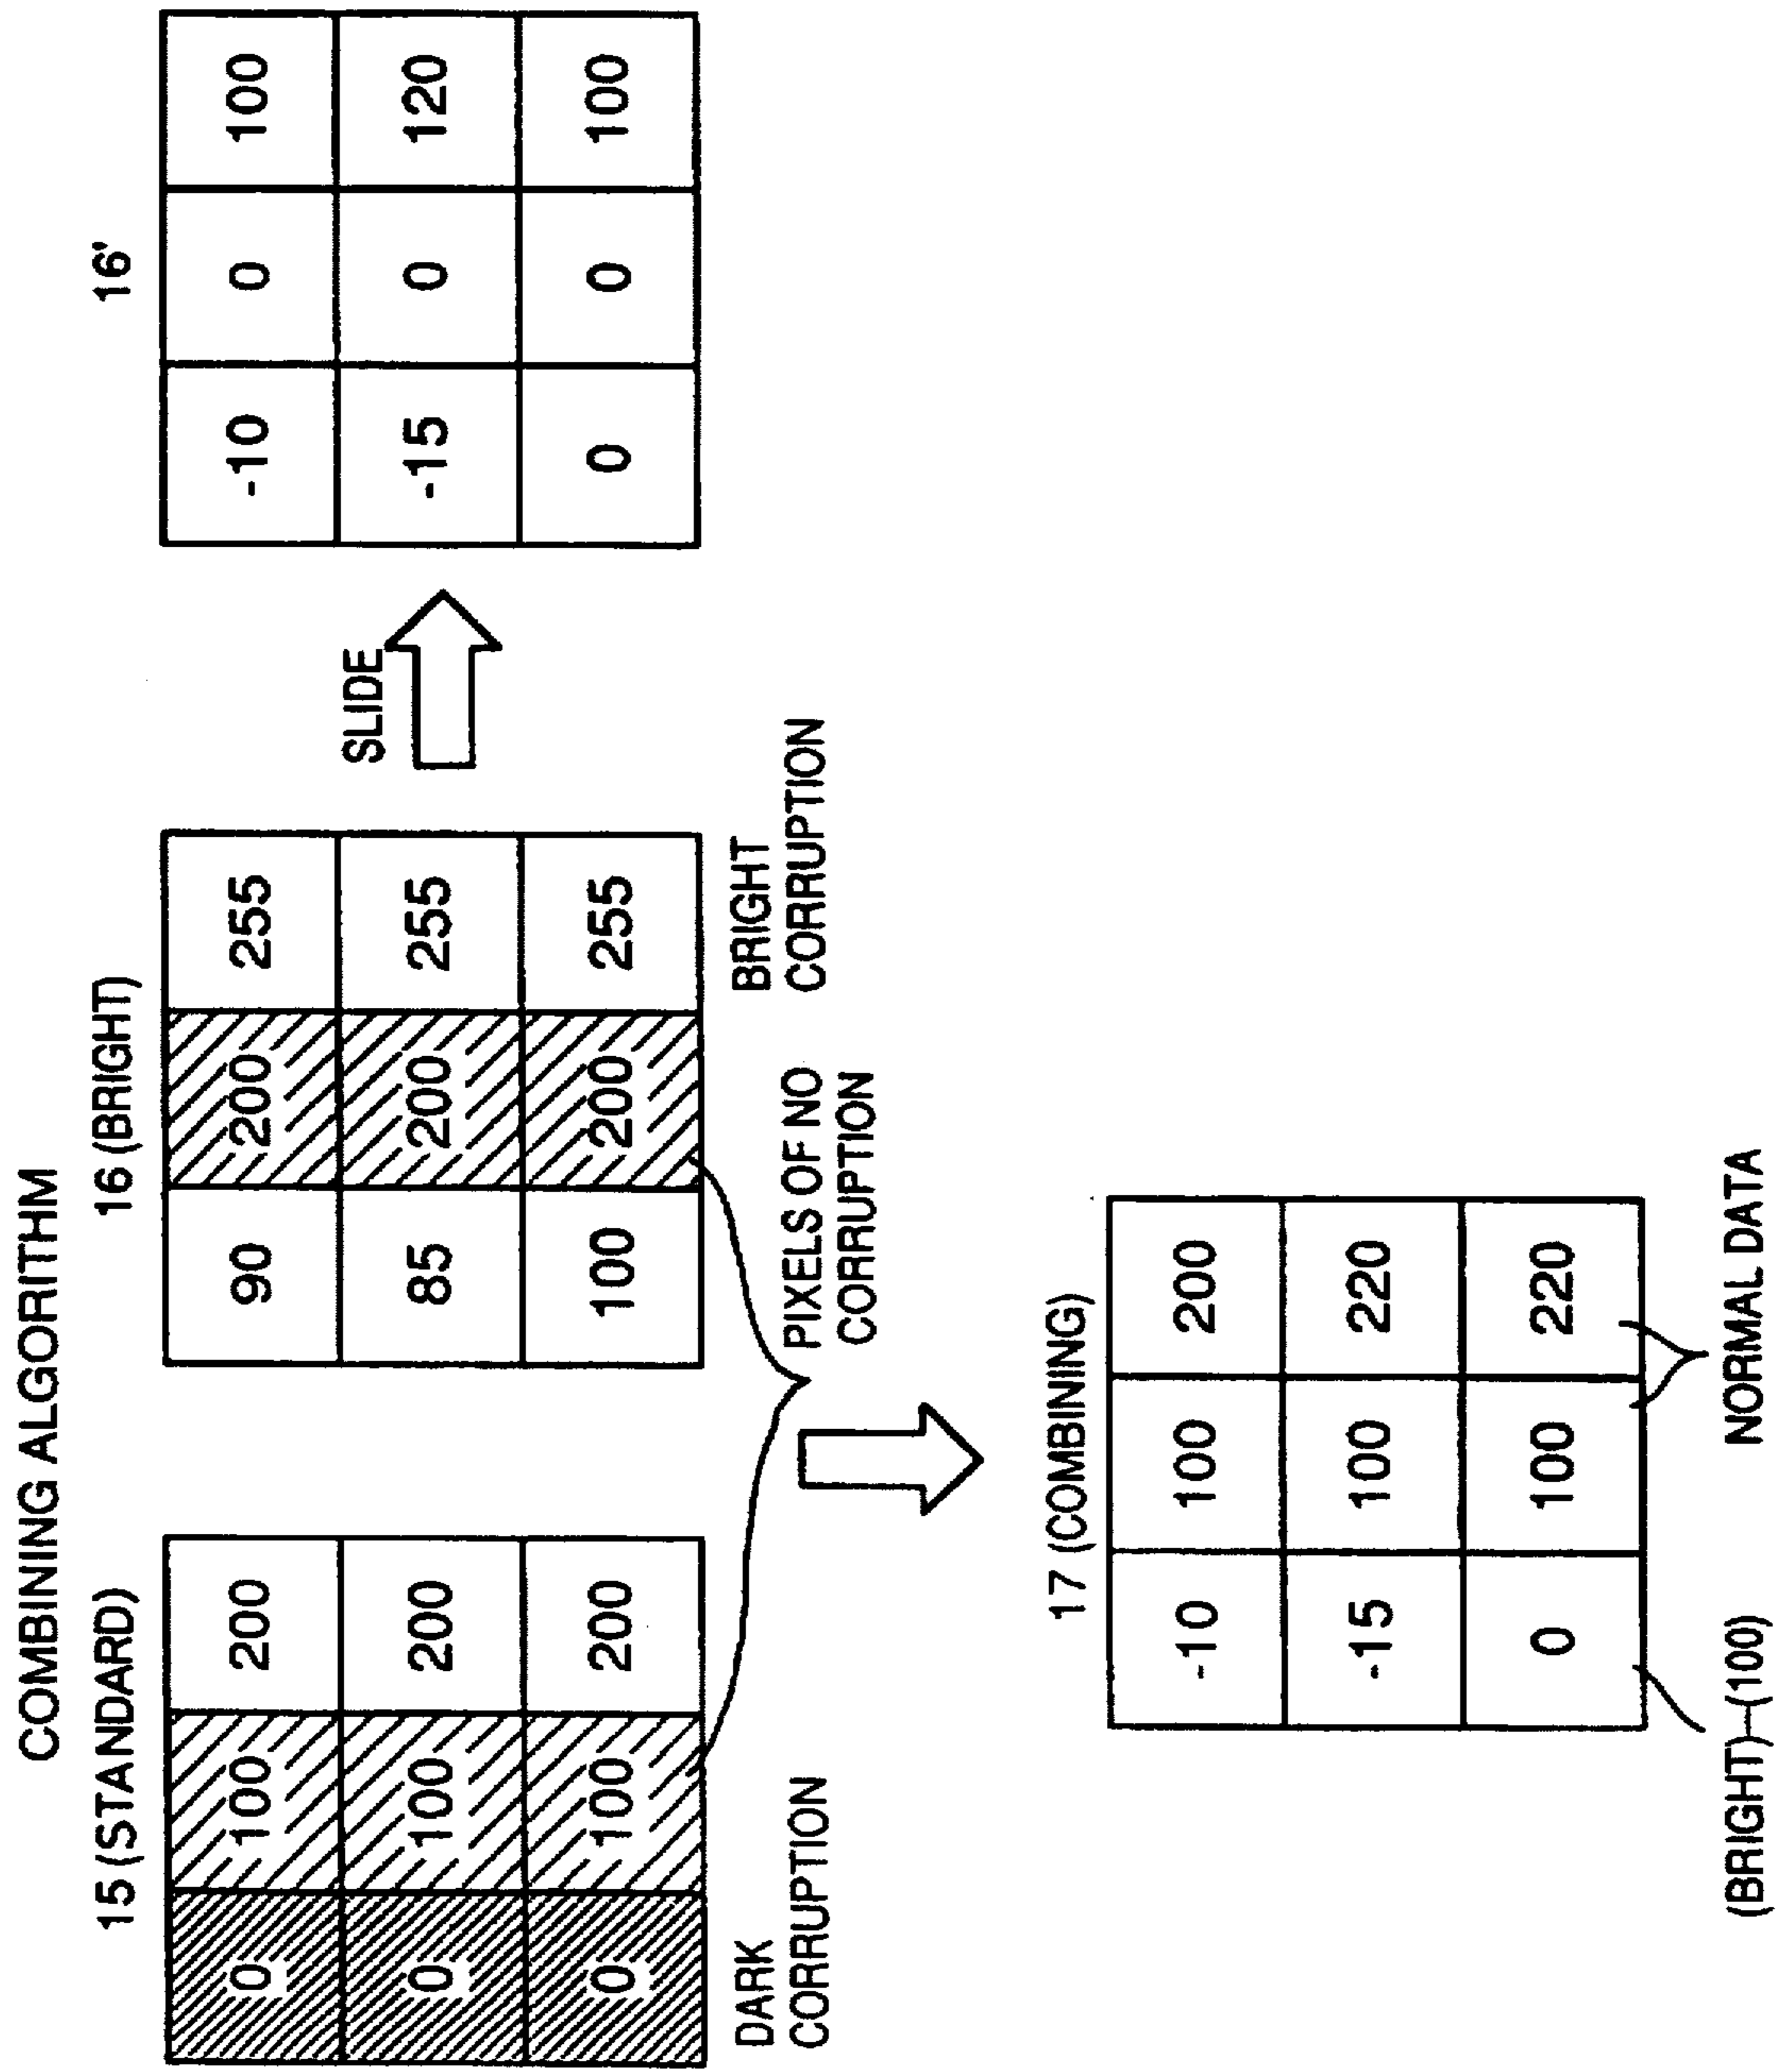 COMBINING ALGORITHM
15 (STANDARD)
0 100 200
0 100 200
0 100 200
DARK
CORRUPTION
16 (BRIGHT)
90 200 255
85 200 255
100 200 255
BRIGHT
CORRUPTION
PIXELS OF NO
CORRUPTION
SLIDE
16'
-10 0 100
-15 0 120
0 0 100
17 (COMBINING)
-10 100 200
-15 100 220
0 100 220
(BRIGHT)-(100)
NORMAL DATA